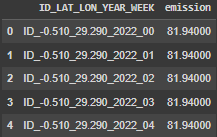 ID_LAT_LON_YEAR_WEEK emission
0 ID_-0.510_29.290_2022_00 81.94000
1 ID_-0.510_29.290_2022_01 81.94000
2 ID_-0.510_29.290_2022_02 81.94000
3 ID_-0.510_29.290_2022_03 81.94000
4 ID_-0.510_29.290_2022_04 81.94000